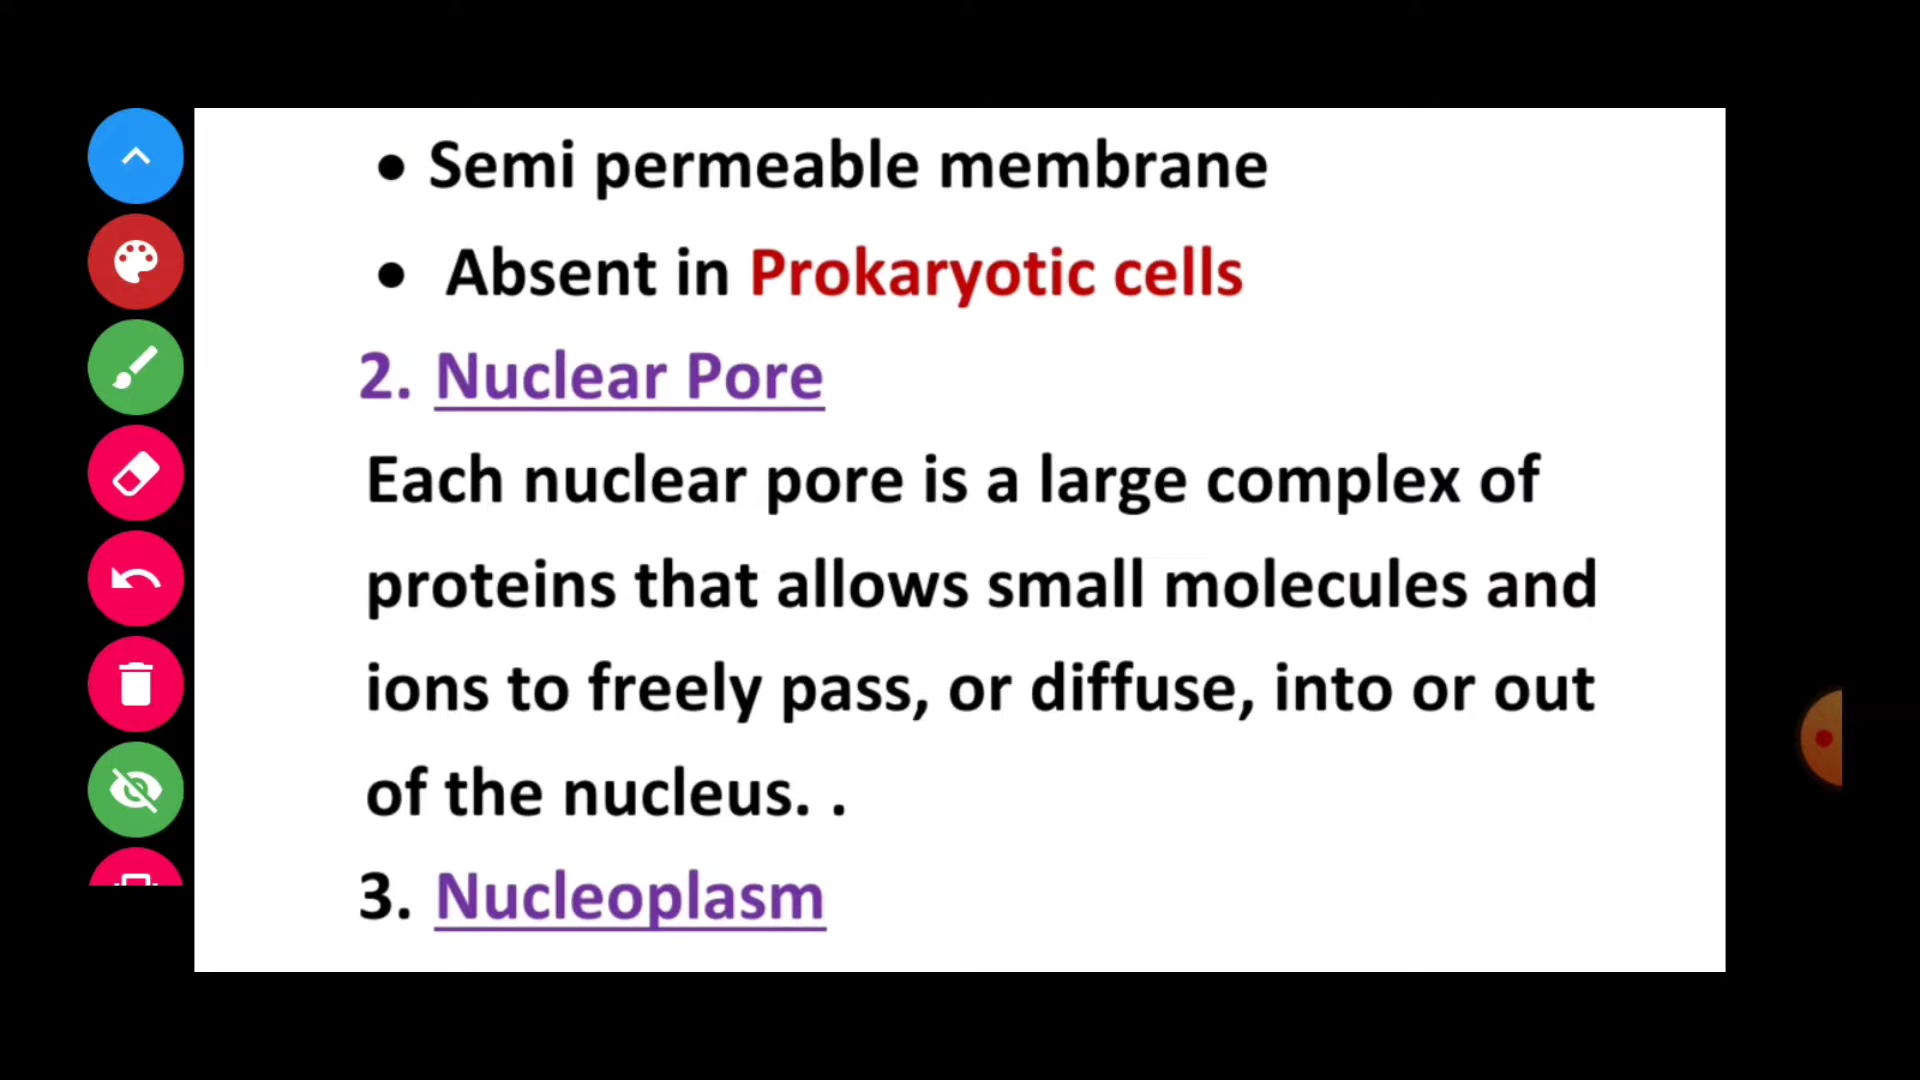 • Semi permeable membrane
• Absent in Prokaryotic cells
2. Nuclear Pore
Each nuclear pore is a large complex of
proteins that allows small molecules and
ions to freely pass, or diffuse, into or out
of the nucleus. .
3. Nucleoplasm